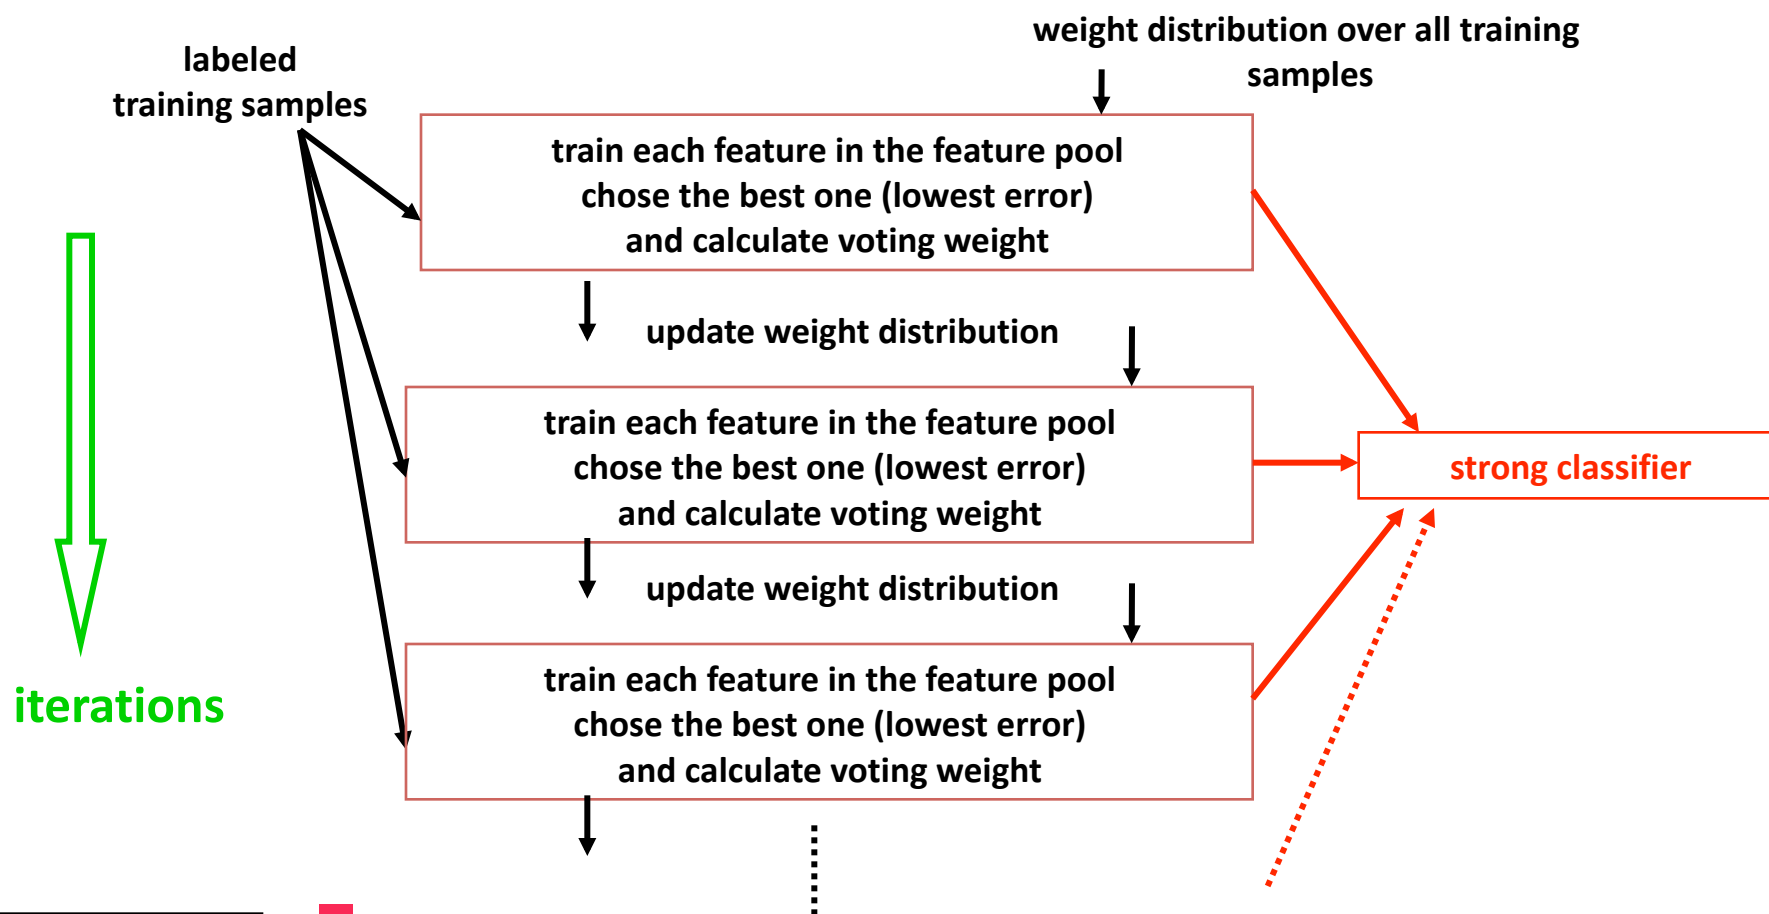 weight distribution over all training
samples
labeled
training samples
train each feature in the feature pool
chose the best one (lowest error)
and calculate voting weight
update weight distribution
train each feature in the feature pool
chose the best one (lowest error)
and calculate voting weight
strong classifier
update weight distribution
train each feature in the feature pool
chose the best one (lowest error)
and calculate voting weight
iterations